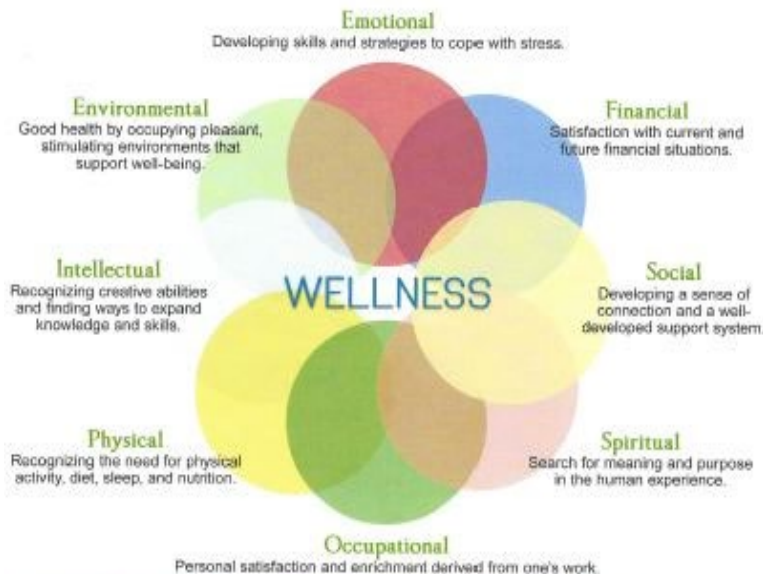 Emotional
Developing skills and strategies to cope with stress.
Environmental
Good health by occupying pleasant,
stimulating environments that
support well-being.
Financial
Satisfaction with current and
future financial situations.
Intellectual
Recognizing creative abilities
and finding ways to expand
knowledge and skills.
WELLNESS
Social
Developing a sense of
connection and a well-
developed support system
Physical
Recognizing the need for physical
activity, diet, sleep, and nutrition.
Spiritual
Search for meaning and purpose
in the human experience.
Occupational
Personal satisfaction and enrichment derived from one's work.